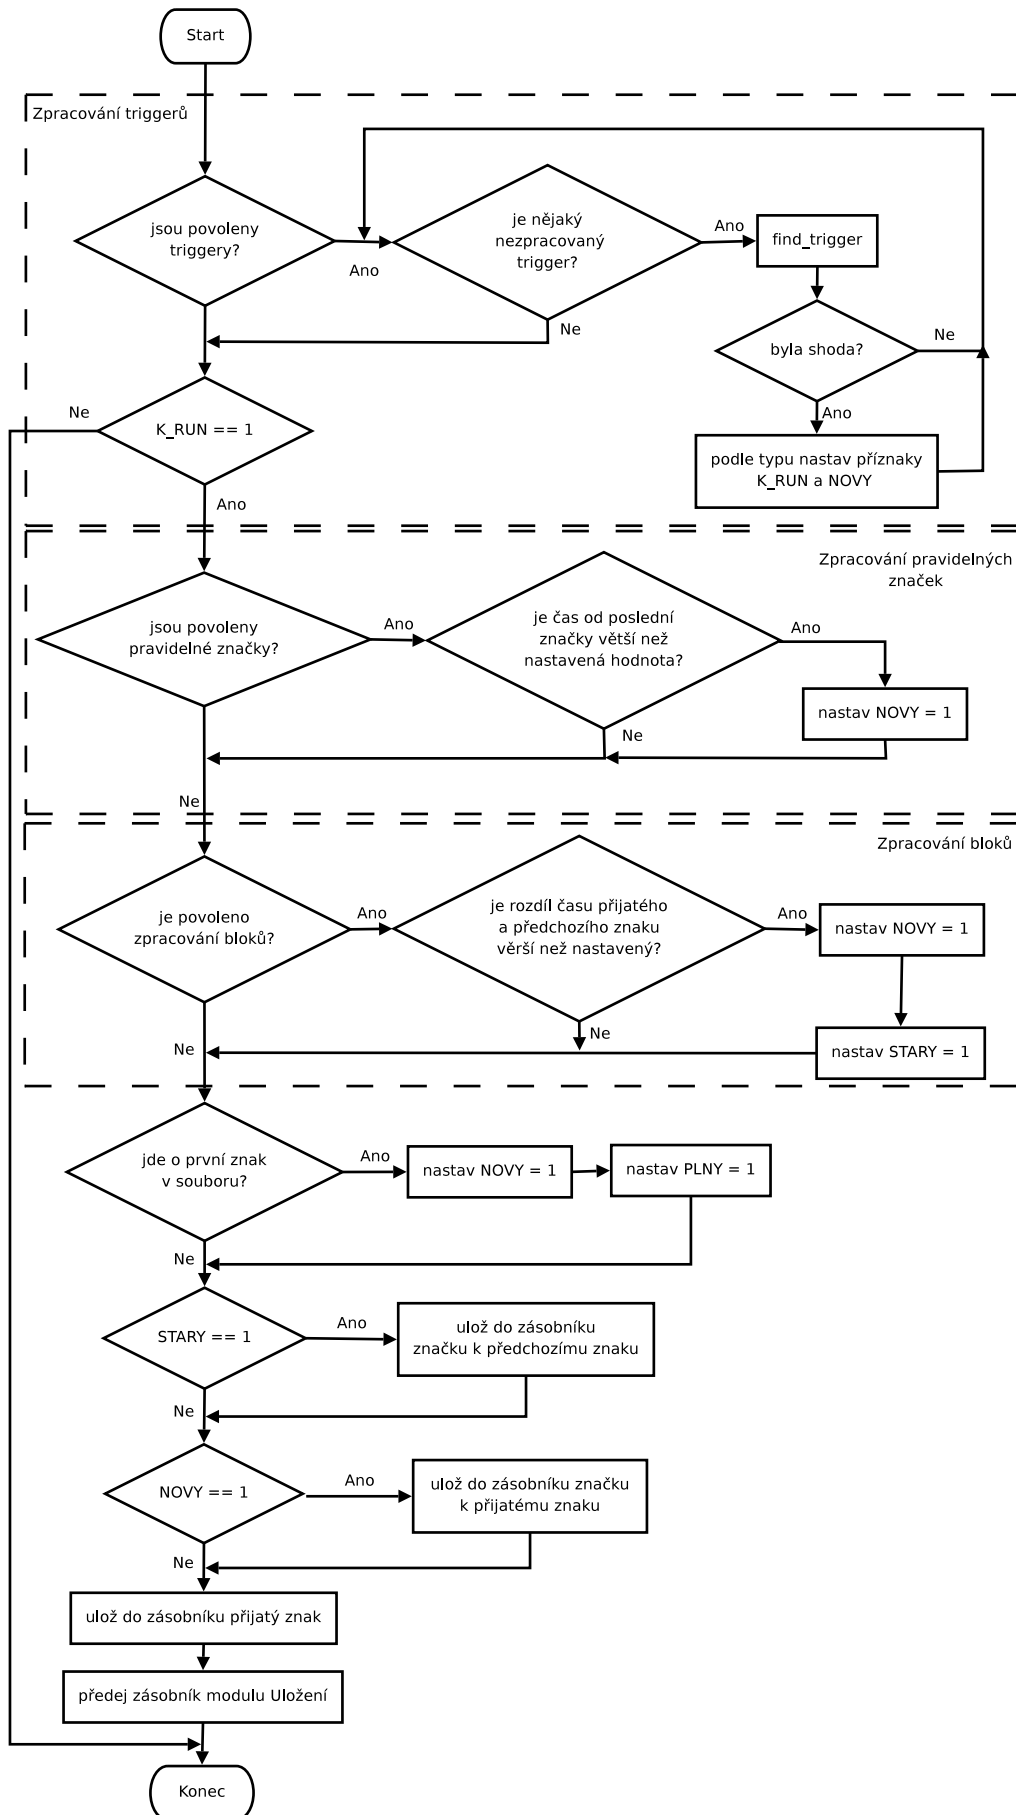 Start
Zpracování triggerů
jsou povoleny
triggery?
Ano
je nějaký
nezpracovaný
trigger?
Ano
find_trigger
Ne
byla shoda?
Ne
Ano
podle typu nastav příznaky
K_RUN a NOVY
Ne
K_RUN == 1
Ano
Zpracování pravidelných
značek
jsou povoleny
pravidelné značky?
Ano
je čas od poslední
značky větší než
nastavená hodnota?
Ano
nastav NOVY = 1
Ne
Ne
Zpracování bloků
je povoleno
zpracování bloků?
Ano
je rozdíl času přijatého
a předchozího znaku
věrší než nastavený?
Ano
nastav NOVY = 1
Ne
nastav STARY = 1
Ne
jde o první znak
v souboru?
Ano
nastav NOVY = 1
nastav PLNY = 1
Ne
STARY == 1
Ano
ulož do zásobníku
značku k předchozímu znaku
Ne
NOVY == 1
Ano
ulož do zásobníku značku
k přijatému znaku
Ne
ulož do zásobníku přijatý znak
předej zásobník modulu Uložení
Konec